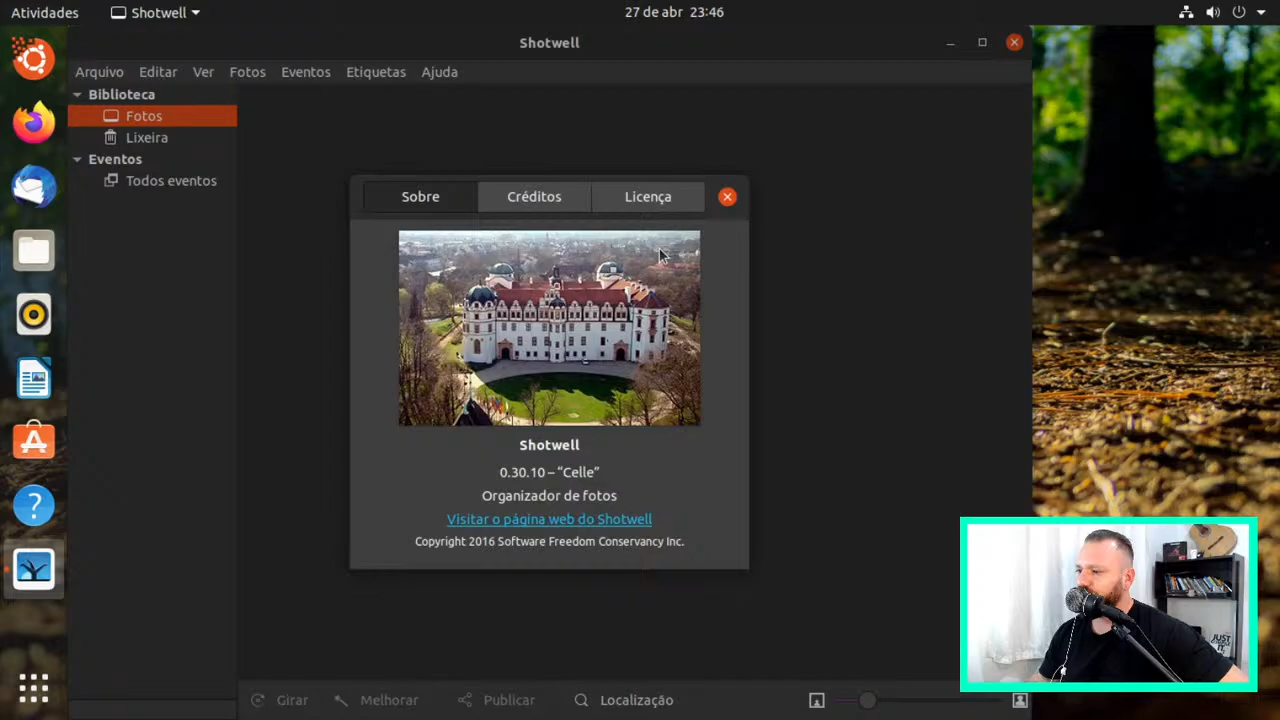 Atividades
Shotwell
27 de abr 23:46
Shotwell
Arquivo Editar Ver Fotos Eventos Etiquetas Ajuda
Biblioteca
Fotos
Lixeira
Eventos
Todos eventos
Sobre
Créditos
Licença
Shotwell
0.30.10 – “Celle”
Organizador de fotos
Visitar o página web do Shotwell
Copyright 2016 Software Freedom Conservancy Inc.
Girar
Melhorar
Publicar
Localização
JUST